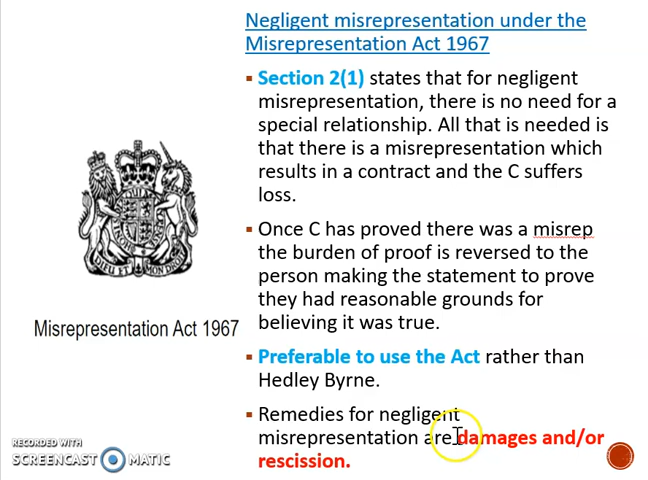 Negligent misrepresentation under the
Misrepresentation Act 1967
Section 2(1) states that for negligent
misrepresentation, there is no need for a
special relationship. All that is needed is
that there is a misrepresentation which
results in a contract and the C suffers
loss.
Once C has proved there was a misrep
the burden of proof is reversed to the
person making the statement to prove
they had reasonable grounds for
believing it was true.
Preferable to use the Act rather than
Hedley Byrne.
Remedies for negligent
misrepresentation are damages and/or
rescission.
DIEU ET MON DROIT
Misrepresentation Act 1967
RECORDED WITH
SCREENCAST MATIC